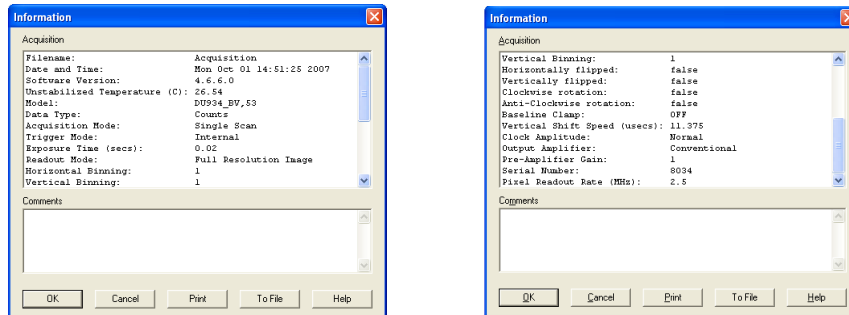 Information
Acquisition
Filename: Acquisition
Date and Time: Mon Oct 01 14:51:25 2007
Software Version: 4.6.6.0
Unstabilized Temperature (C): 26.54
Model: DU934_BV,53
Data Type: Counts
Acquisition Mode: Single Scan
Trigger Mode: Internal
Exposure Time (secs): 0.02
Readout Mode: Full Resolution Image
Horizontal Binning: 1
Vertical Binning: 1
Comments
OK Cancel Print To File Help
Information
Acquisition
Vertical Binning: 1
Horizontally flipped: false
Vertically flipped: false
Clockwise rotation: false
Anti-Clockwise rotation: false
Baseline Clamp: OFF
Vertical Shift Speed (usecs): 11.375
Clock Amplitude: Normal
Output Amplifier: Conventional
Pre-Amplifier Gain: 1
Serial Number: 8034
Pixel Readout Rate (MHz): 2.5
Comments
OK Cancel Print To File Help